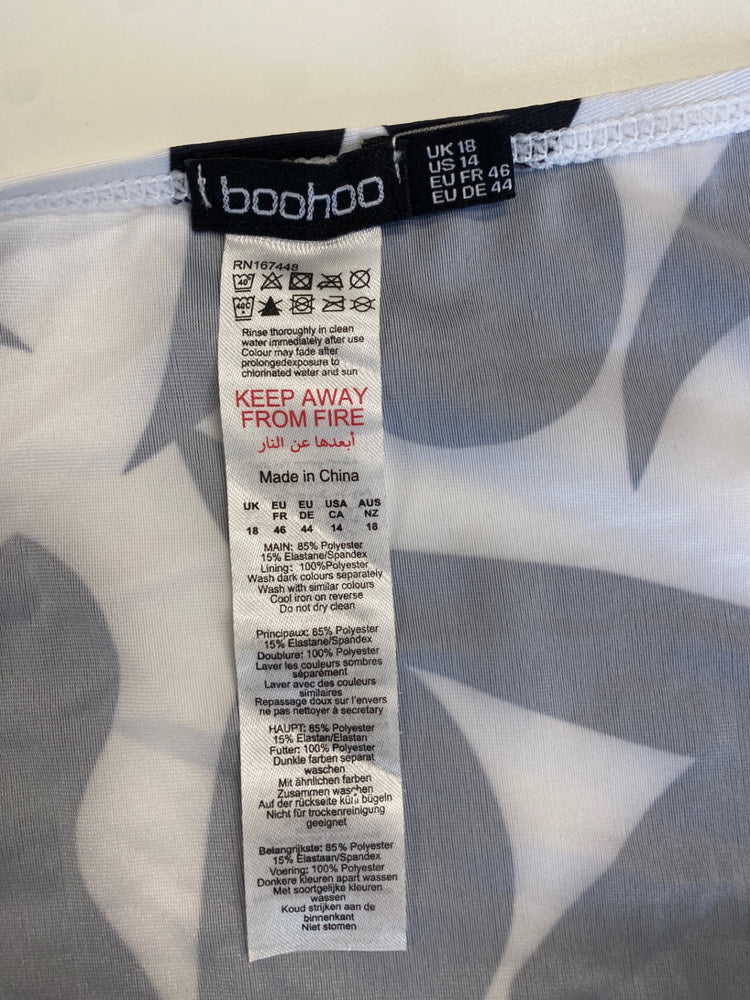 boohoo
UK 18
US 14
EU FR 46
EU DE 44
RN167448
40°
40C
Rinse thoroughly in clean
water immediately after use
Colour may fade after
prolongedexposure to
chlorinated water and sun
KEEP AWAY
FROM FIRE
أبعدها عن النار
Made in China
UK EU FR EU DE USA CA AUS NZ
18 46 44 14 18
MAIN: 85% Polyester
15% Elastane/Spandex
Lining: 100%Polyester
Wash dark colours separately
Wash with similar colours
Cool iron on reverse
Do not dry clean
Principaux: 85% Polyester
15% Elastane/Spandex
Doublure: 100% Polyester
Laver les couleurs sombres
séparément
Laver avec des couleurs
similaires
Repassage doux sur l'envers
ne pas nettoyer à secretary
HAUPT: 85% Polyester
15% Elastan/Elastan
Futter: 100% Polyester
Dunkle farben separat
waschen
Mit ähnlichen farben
Zusammen waschen
Auf der rückseite kühl bügeln
Nicht für trockenreinigung
geeignet
Belangrijkste: 85% Polyester
15% Elastaan/Spandex
Voering: 100% Polyester
Donkere kleuren apart wassen
Met soortgelijke kleuren
wassen
Koud strijken aan de
binnenkant
Niet stomen